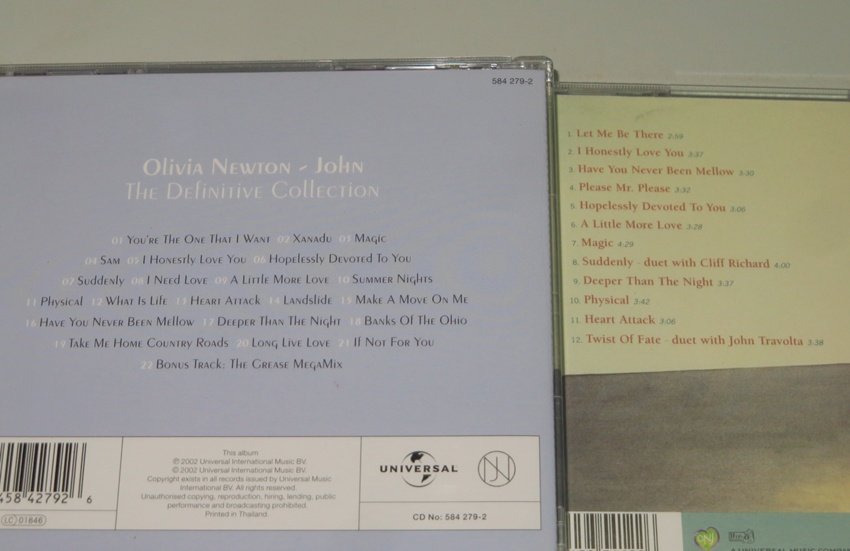 584 279-2
OLIVIA NEWTON - JOHN
THE DEFINITIVE COLLECTION
01 YOU'RE THE ONE THAT I WANT 02 XANADU 03 MAGIC
04 SAM 05 I HONESTLY LOVE YOU 06 HOPELESSLY DEVOTED TO YOU
07 SUDDENLY 08 I NEED LOVE 09 A LITTLE MORE LOVE 10 SUMMER NIGHTS
11 PHYSICAL 12 WHAT IS LIFE 13 HEART ATTACK 14 LANDSLIDE 15 MAKE A MOVE ON ME
16 HAVE YOU NEVER BEEN MELLOW 17 DEEPER THAN THE NIGHT 18 BANKS OF THE OHIO
19 TAKE ME HOME COUNTRY ROADS 20 LONG LIVE LOVE 21 IF NOT FOR YOU
22 BONUS TRACK: THE GREASE MEGAMIX
458 42792 6
LC 01846
This album
℗ 2002 Universal International Music BV.
© 2002 Universal International Music BV.
Copyright exists in all records issued by Universal Music
International BV. All rights reserved.
Unauthorised copying, reproduction, hiring, lending, public
performance and broadcasting prohibited.
Printed in Thailand.
UNIVERSAL
CD No: 584 279-2
1. Let Me Be There 2:59
2. I Honestly Love You 3:37
3. Have You Never Been Mellow 3:30
4. Please Mr. Please 3:32
5. Hopelessly Devoted To You 3:06
6. A Little More Love 3:28
7. Magic 4:29
8. Suddenly - duet with Cliff Richard 4:00
9. Deeper Than The Night 3:37
10. Physical 3:42
11. Heart Attack 3:06
12. Twist Of Fate - duet with John Travolta 3:38
ONJ
A UNIVERSAL MUSIC